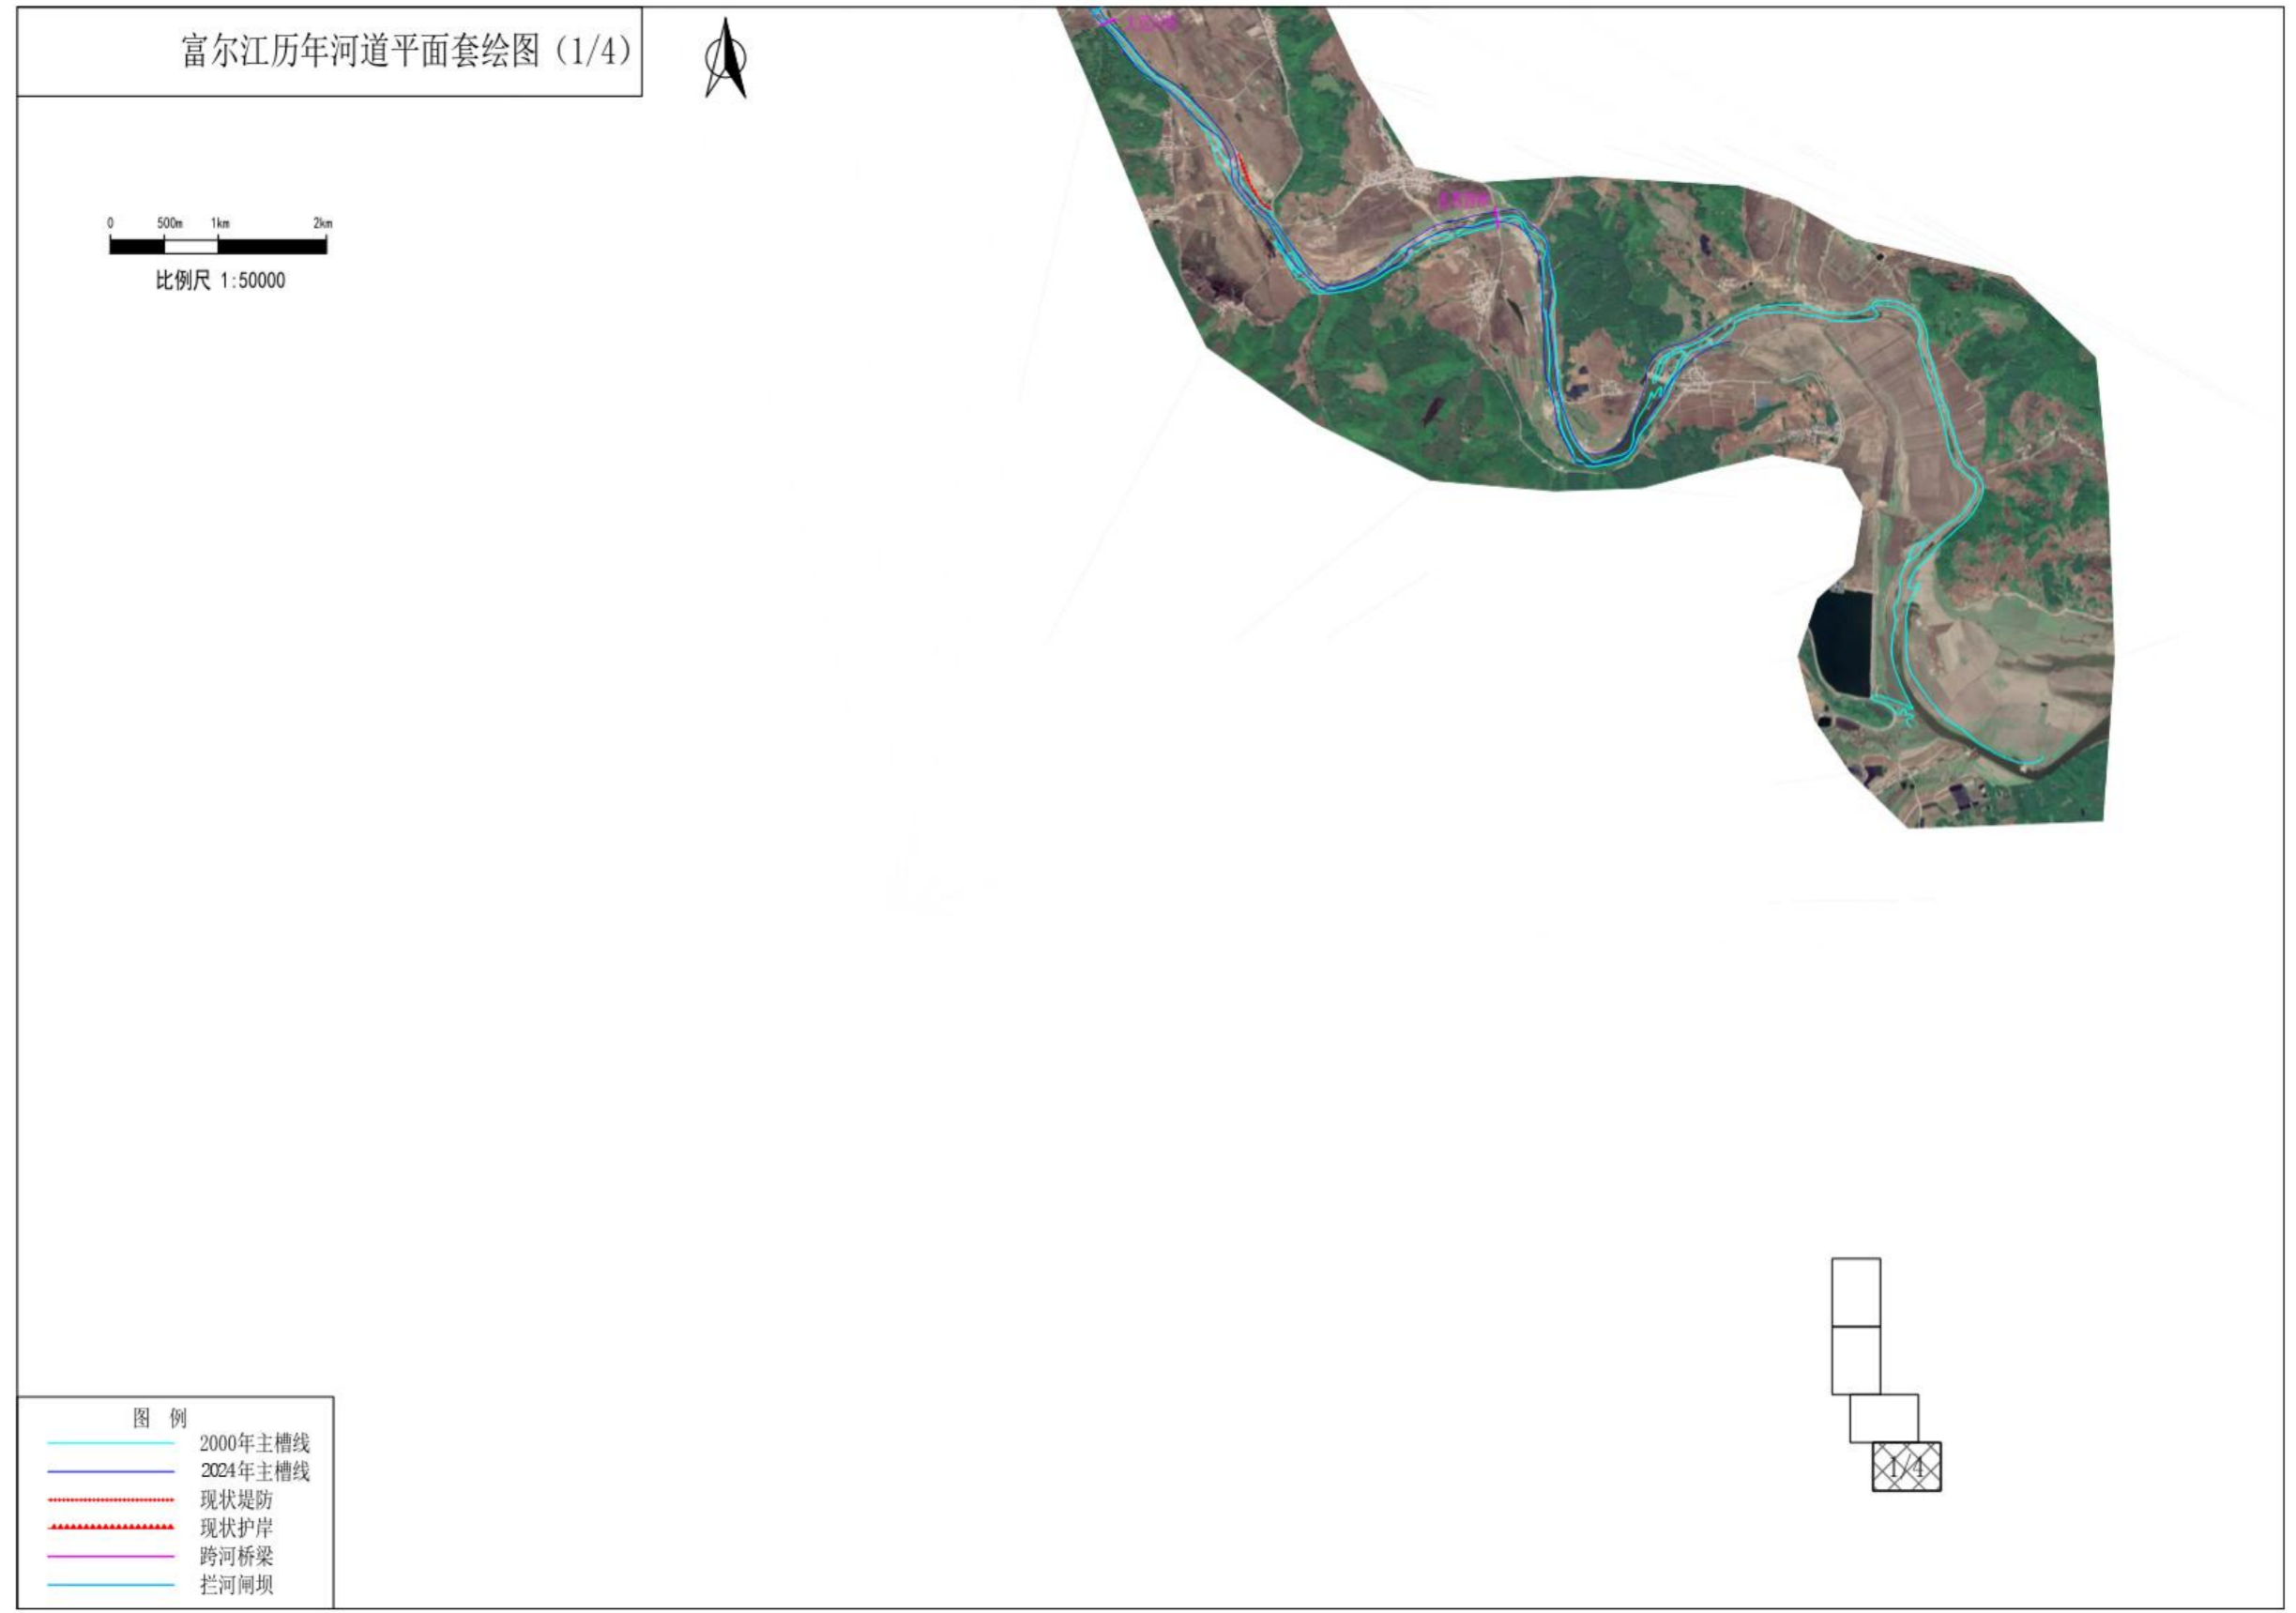 富尔江历年河道平面套绘图（1/4）
0 500m 1km 2km
比例尺 1:50000
1/4
图 例
2000年主槽线
2024年主槽线
现状堤防
现状护岸
跨河桥梁
拦河闸坝